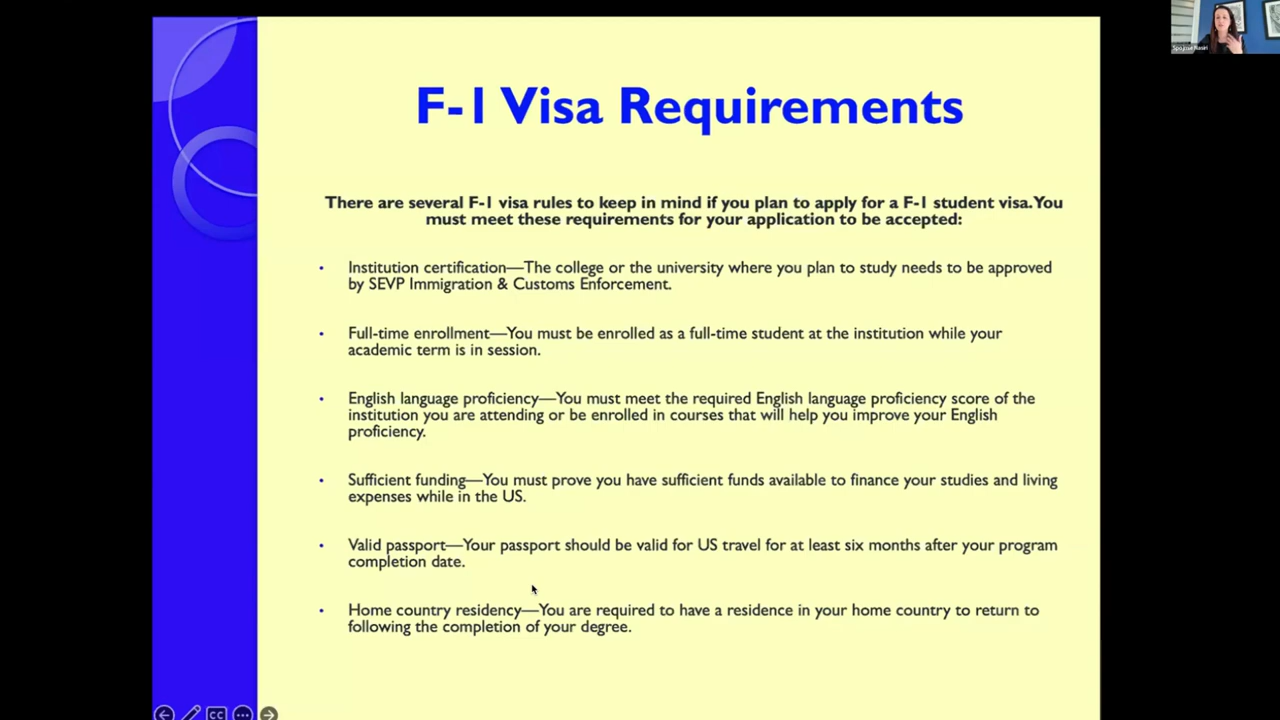 F-1 Visa Requirements
There are several F-1 visa rules to keep in mind if you plan to apply for a F-1 student visa. You
must meet these requirements for your application to be accepted:
• Institution certification—The college or the university where you plan to study needs to be approved
by SEVP Immigration & Customs Enforcement.
• Full-time enrollment—You must be enrolled as a full-time student at the institution while your
academic term is in session.
• English language proficiency—You must meet the required English language proficiency score of the
institution you are attending or be enrolled in courses that will help you improve your English
proficiency.
• Sufficient funding—You must prove you have sufficient funds available to finance your studies and living
expenses while in the US.
• Valid passport—Your passport should be valid for US travel for at least six months after your program
completion date.
• Home country residency—You are required to have a residence in your home country to return to
following the completion of your degree.
CC